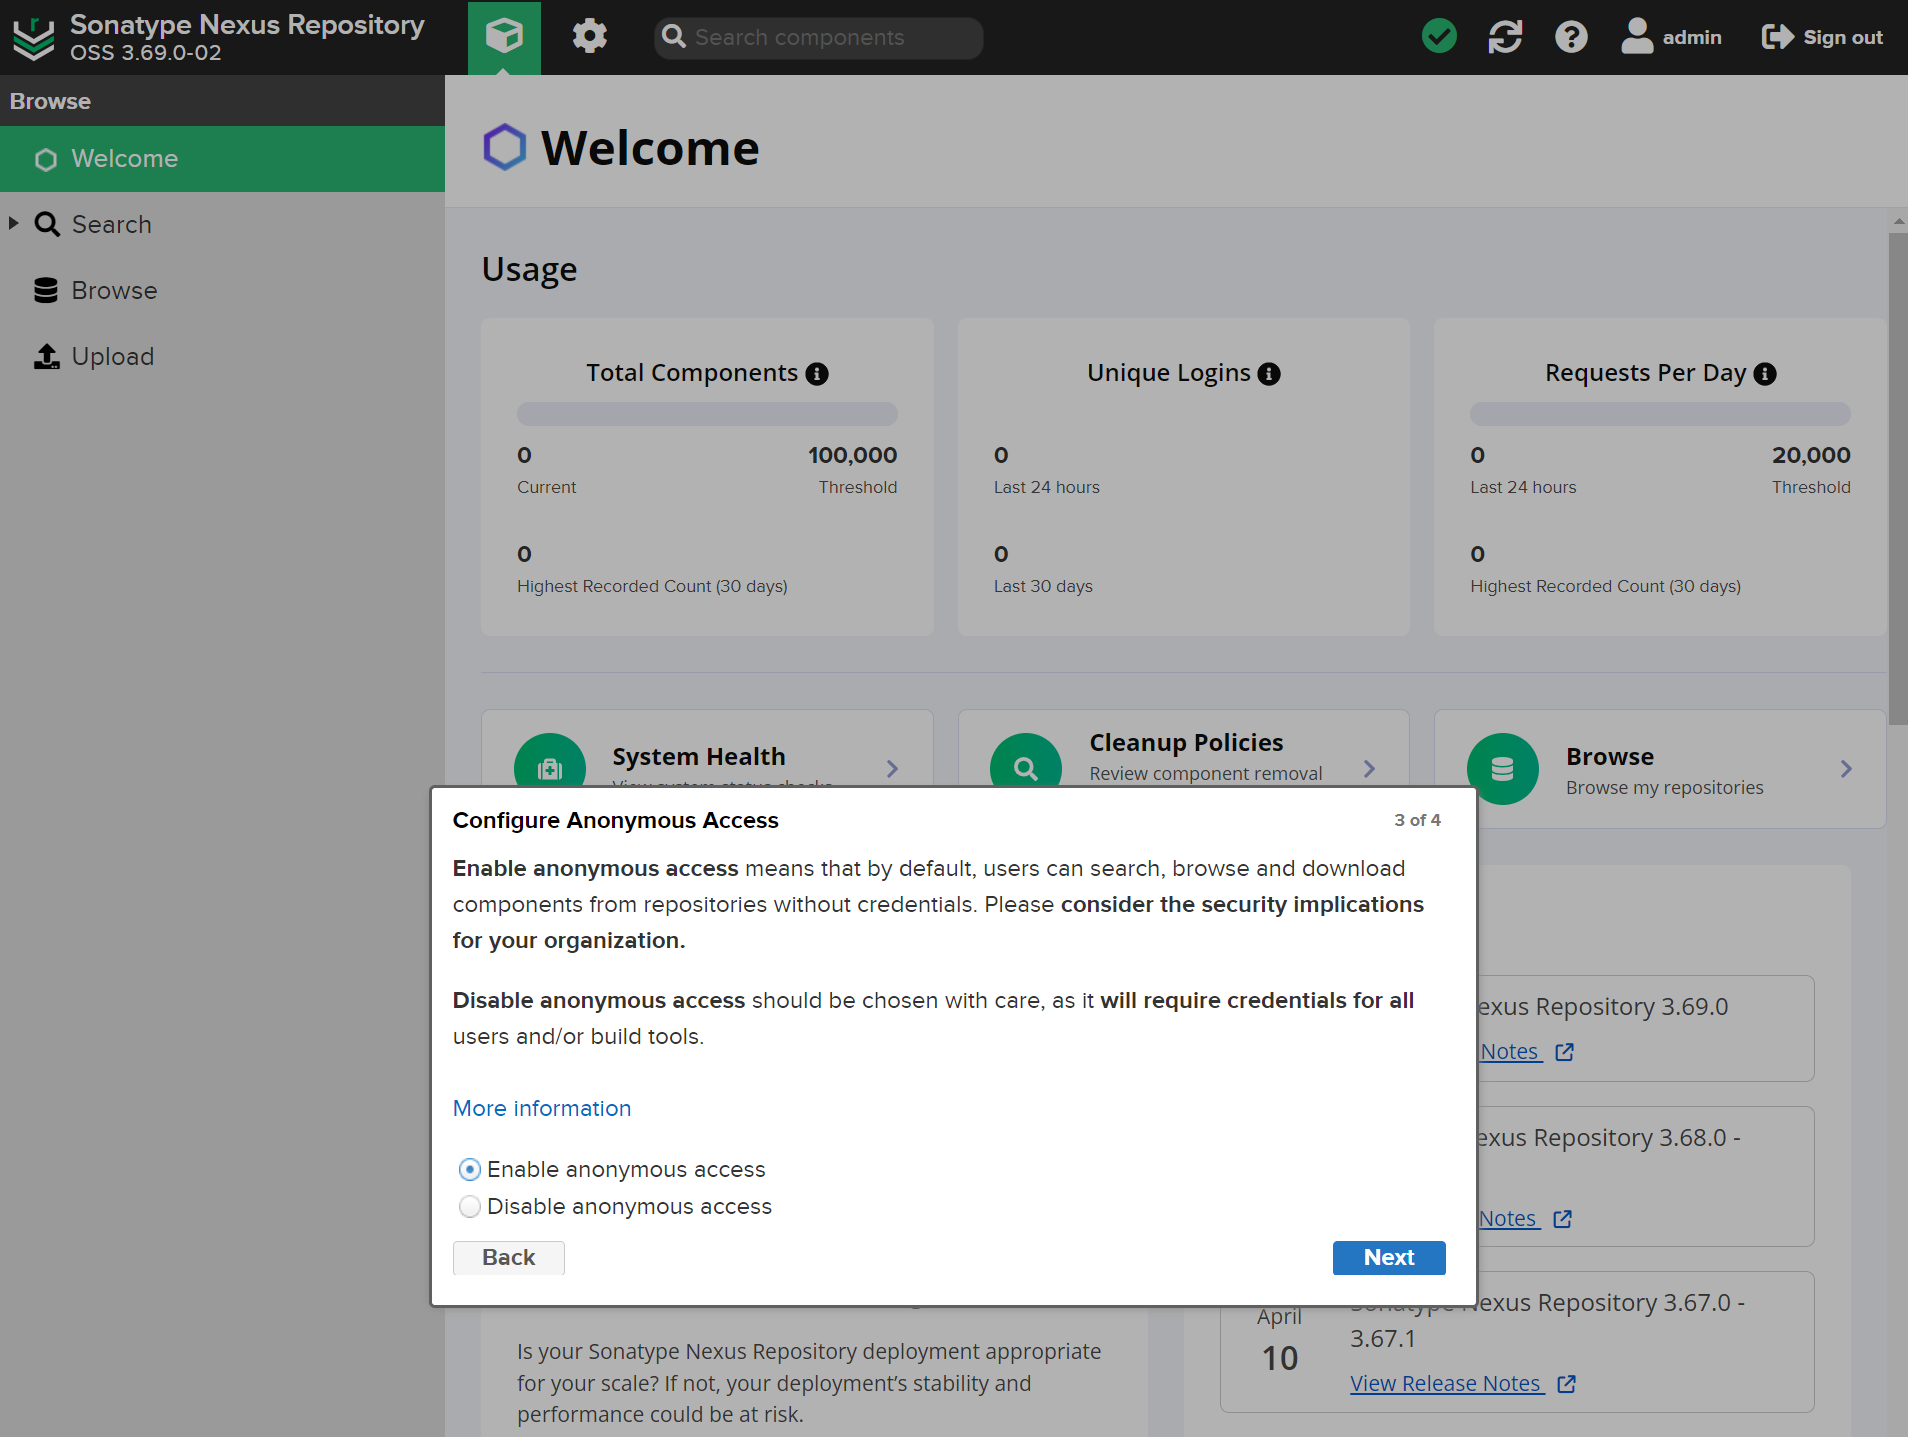 Sonatype Nexus Repository
OSS 3.69.0-02
Search components
admin
Sign out
Browse
Welcome
Search
Browse
Upload
Welcome
Usage
Total Components
0
100,000
Current
Threshold
0
Highest Recorded Count (30 days)
Unique Logins
0
Last 24 hours
0
Last 30 days
Requests Per Day
0
20,000
Last 24 hours
Threshold
0
Highest Recorded Count (30 days)
System Health
View system status checks
Cleanup Policies
Review component removal
Browse
Browse my repositories
Configure Anonymous Access
3 of 4
Enable anonymous access means that by default, users can search, browse and download
components from repositories without credentials. Please consider the security implications
for your organization.
Disable anonymous access should be chosen with care, as it will require credentials for all
users and/or build tools.
More information
Enable anonymous access
Disable anonymous access
Back
Next
exus Repository 3.69.0
Notes
exus Repository 3.68.0 -
Notes
April
10
Sonatype Nexus Repository 3.67.0 -
3.67.1
View Release Notes
Is your Sonatype Nexus Repository deployment appropriate
for your scale? If not, your deployment's stability and
performance could be at risk.